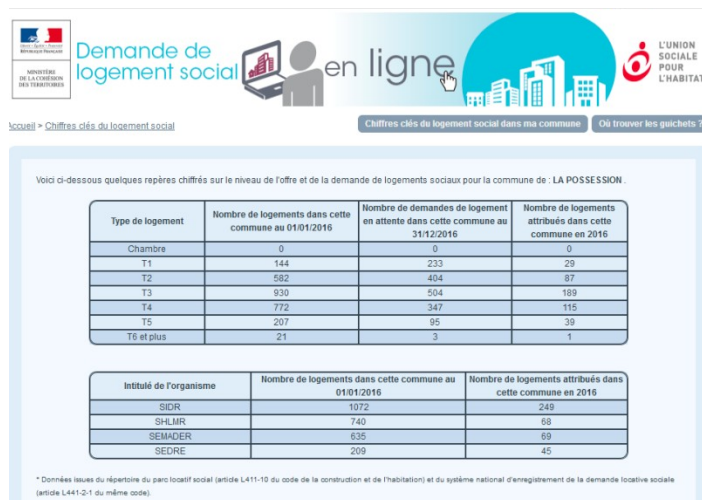 Liberté • Égalité • Fraternité
RÉPUBLIQUE FRANÇAISE
MINISTÈRE
DE LA COHÉSION
DES TERRITOIRES
Demande de
logement social
en ligne
L'UNION
SOCIALE
POUR
L'HABITAT
Accueil > Chiffres clés du logement social
Chiffres clés du logement social dans ma commune
Où trouver les guichets ?
Voici ci-dessous quelques repères chiffrés sur le niveau de l'offre et de la demande de logements sociaux pour la commune de : LA POSSESSION .
Type de logement
Nombre de logements dans cette
commune au 01/01/2016
Nombre de demandes de logement
en attente dans cette commune au
31/12/2016
Nombre de logements
attribués dans cette
commune en 2016
Chambre 0 0 0
T1 144 233 29
T2 582 404 87
T3 930 504 189
T4 772 347 115
T5 207 95 39
T6 et plus 21 3 1
Intitulé de l'organisme
Nombre de logements dans cette commune au
01/01/2016
Nombre de logements attribués dans
cette commune en 2016
SIDR 1072 249
SHLMR 740 68
SEMADER 635 69
SEDRE 209 45
* Données issues du répertoire du parc locatif social (article L411-10 du code de la construction et de l'habitation) et du système national d'enregistrement de la demande locative sociale
(article L441-2-1 du même code).